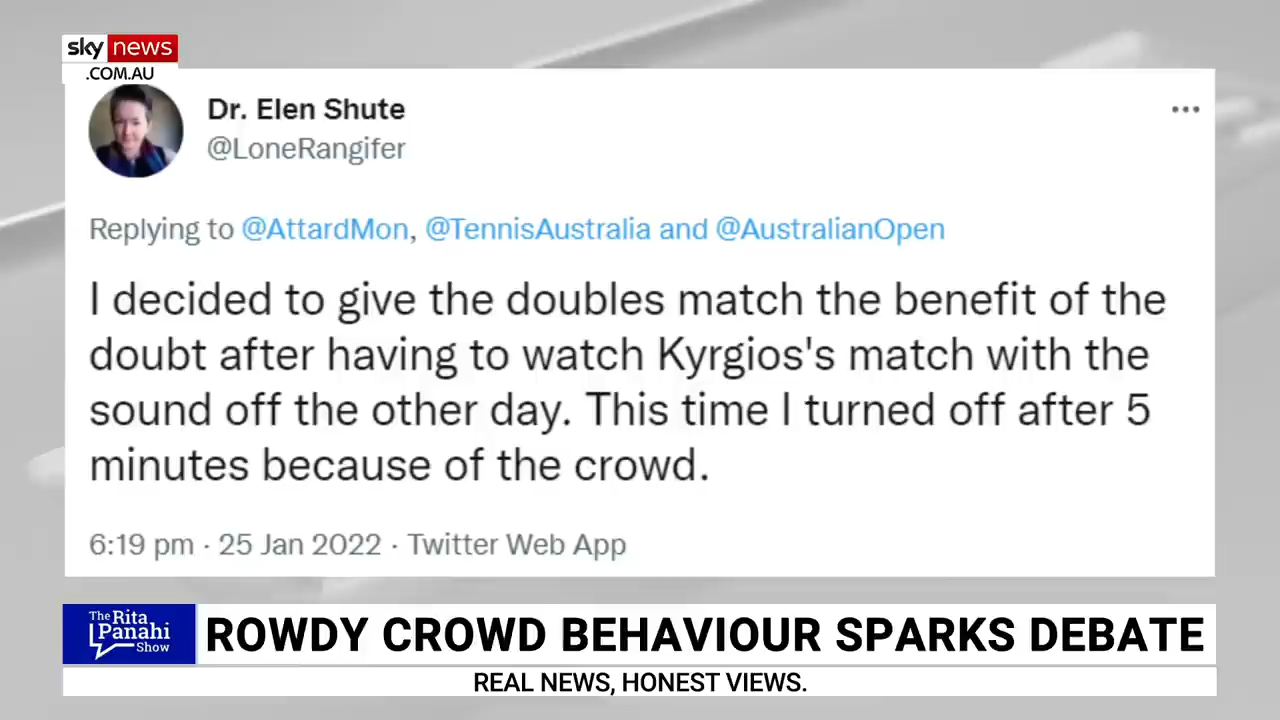 sky news
.COM.AU
Dr. Elen Shute
@LoneRangifer
Replying to @AttardMon, @TennisAustralia and @AustralianOpen
I decided to give the doubles match the benefit of the
doubt after having to watch Kyrgios's match with the
sound off the other day. This time I turned off after 5
minutes because of the crowd.
6:19 pm · 25 Jan 2022 · Twitter Web App
The Rita
Panahi
Show
ROWDY CROWD BEHAVIOUR SPARKS DEBATE
REAL NEWS, HONEST VIEWS.